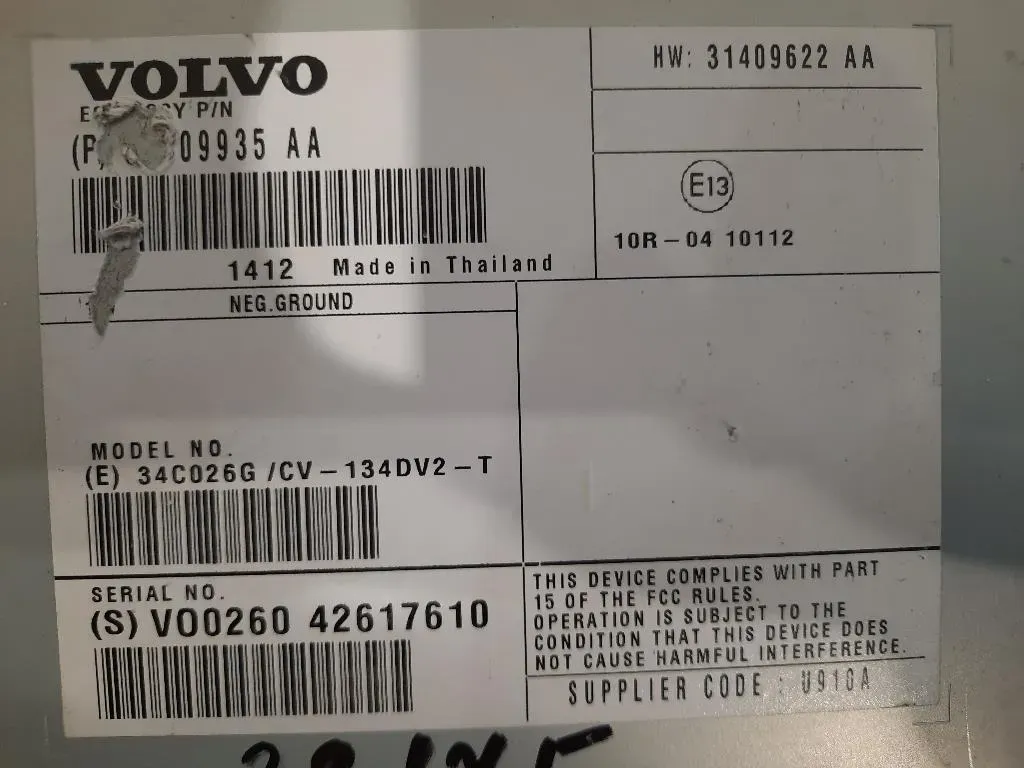 VOLVO
P/N
09935 AA
1412 Made in Thailand
NEG.GROUND
HW: 31409622 AA
E13
10R-04 10112
MODEL NO.
(E) 34C026G /CV-134DV2-T
SERIAL NO.
(S) VO0260 42617610
THIS DEVICE COMPLIES WITH PART
15 OF THE FCC RULES.
OPERATION IS SUBJECT TO THE
CONDITION THAT THIS DEVICE DOES
NOT CAUSE HARMFUL INTERFERENCE.
SUPPLIER CODE :